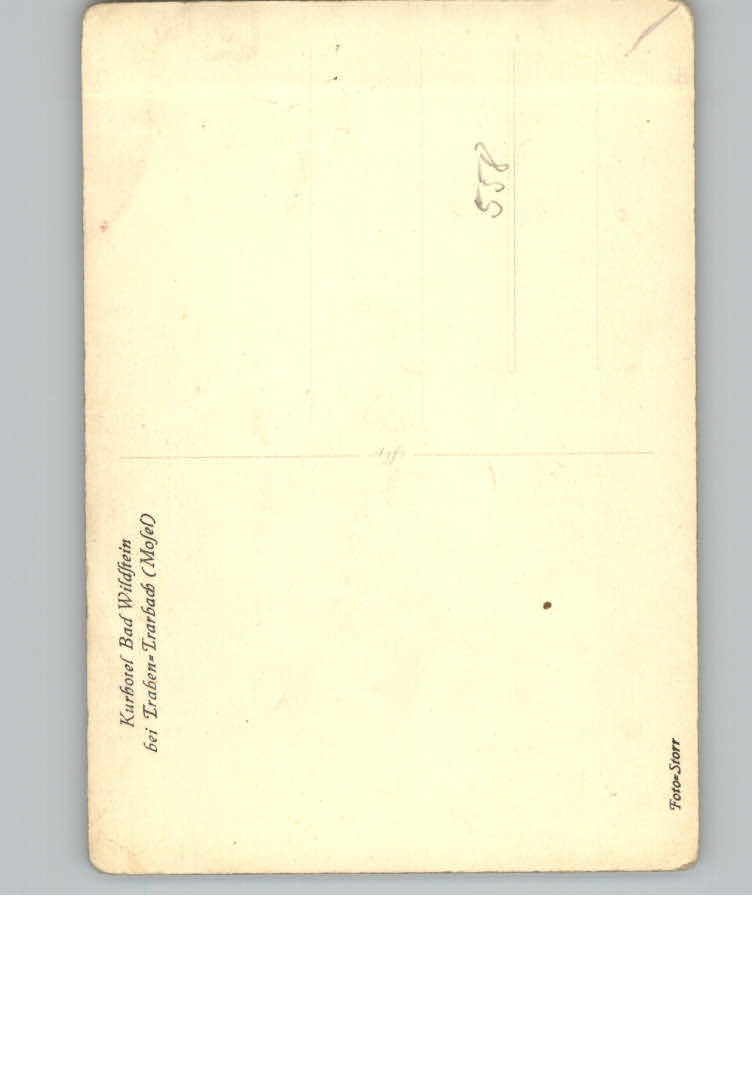 Kurhotel Bad Wildstein
bei Traben=Trarbach (Mosel)
558
Foto=Storr